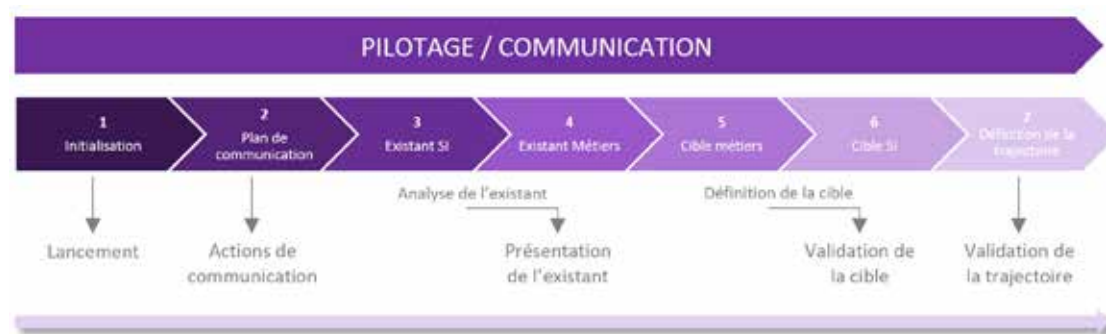 PILOTAGE / COMMUNICATION
1
Initialisation
2
Plan de
communication
3
Existant SI
4
Existant Métiers
5
Cible métiers
6
Cible SI
7
Définition de la
trajectoire
Analyse de l'existant
Définition de la cible
Lancement
Actions de
communication
Présentation
de l'existant
Validation de
la cible
Validation de
la trajectoire